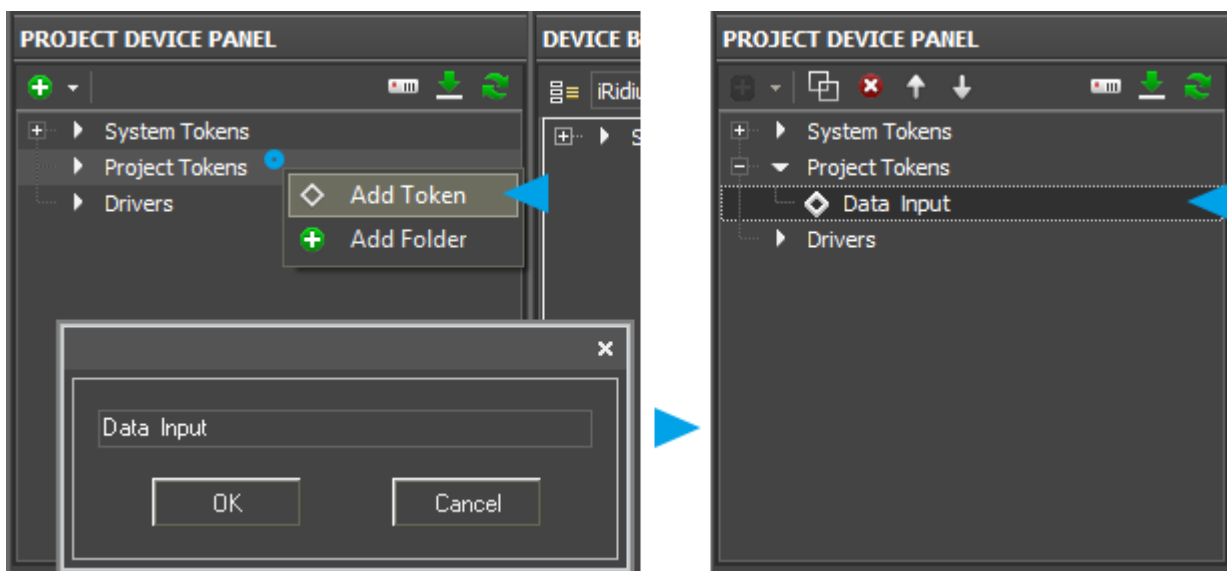 PROJECT DEVICE PANEL
System Tokens
Project Tokens
Drivers
Add Token
Add Folder
Data Input
OK
Cancel
DEVICE B
iRidiu
S
PROJECT DEVICE PANEL
System Tokens
Project Tokens
Data Input
Drivers